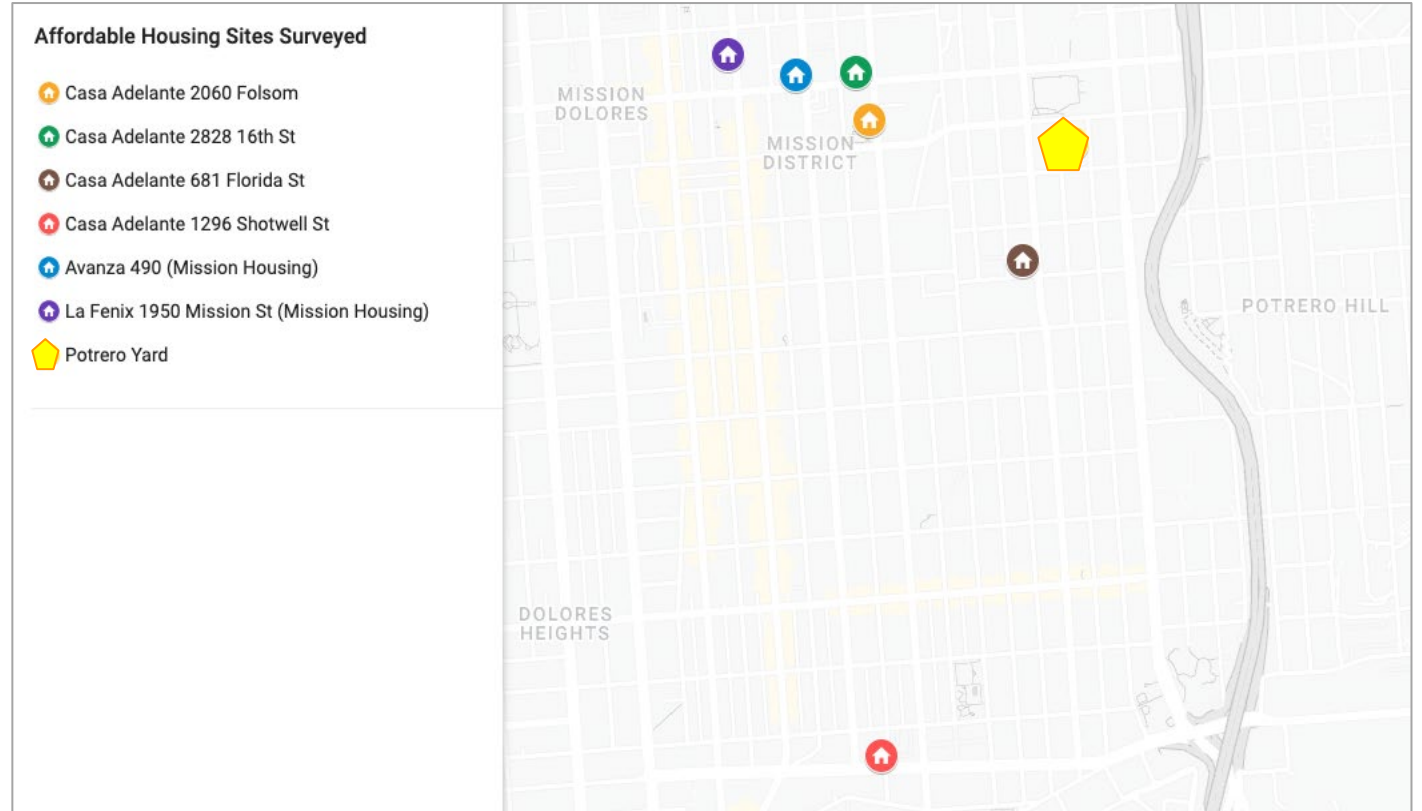 Affordable Housing Sites Surveyed
Casa Adelante 2060 Folsom
Casa Adelante 2828 16th St
Casa Adelante 681 Florida St
Casa Adelante 1296 Shotwell St
Avanza 490 (Mission Housing)
La Fenix 1950 Mission St (Mission Housing)
Potrero Yard
MISSION
DOLORES
MISSION
DISTRICT
POTRERO HILL
DOLORES
HEIGHTS